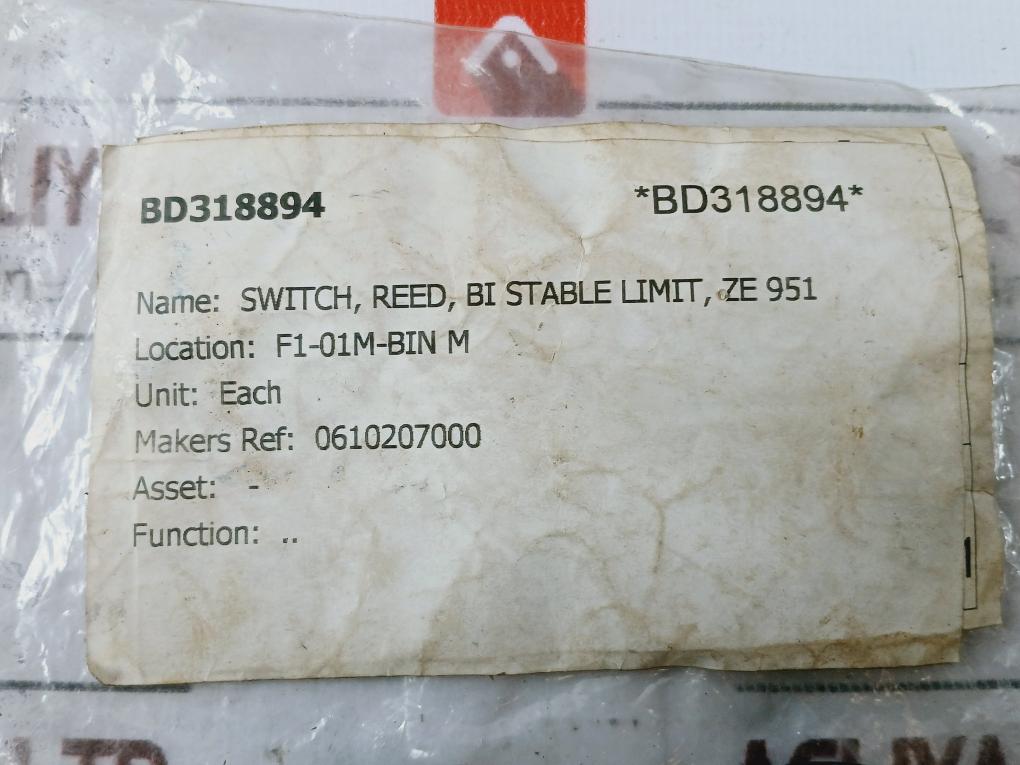 BD318894 *BD318894*
Name: SWITCH, REED, BI STABLE LIMIT, ZE 951
Location: F1-01M-BIN M
Unit: Each
Makers Ref: 0610207000
Asset: -
Function: ..